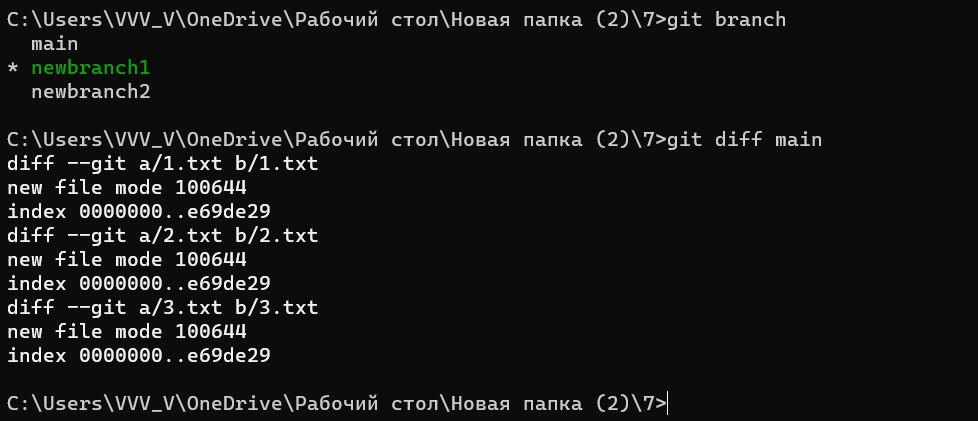 C:\Users\VVV_V\OneDrive\Рабочий стол\Новая папка (2)\7>git branch
  main
* newbranch1
  newbranch2
C:\Users\VVV_V\OneDrive\Рабочий стол\Новая папка (2)\7>git diff main
diff --git a/1.txt b/1.txt
new file mode 100644
index 0000000..e69de29
diff --git a/2.txt b/2.txt
new file mode 100644
index 0000000..e69de29
diff --git a/3.txt b/3.txt
new file mode 100644
index 0000000..e69de29
C:\Users\VVV_V\OneDrive\Рабочий стол\Новая папка (2)\7>